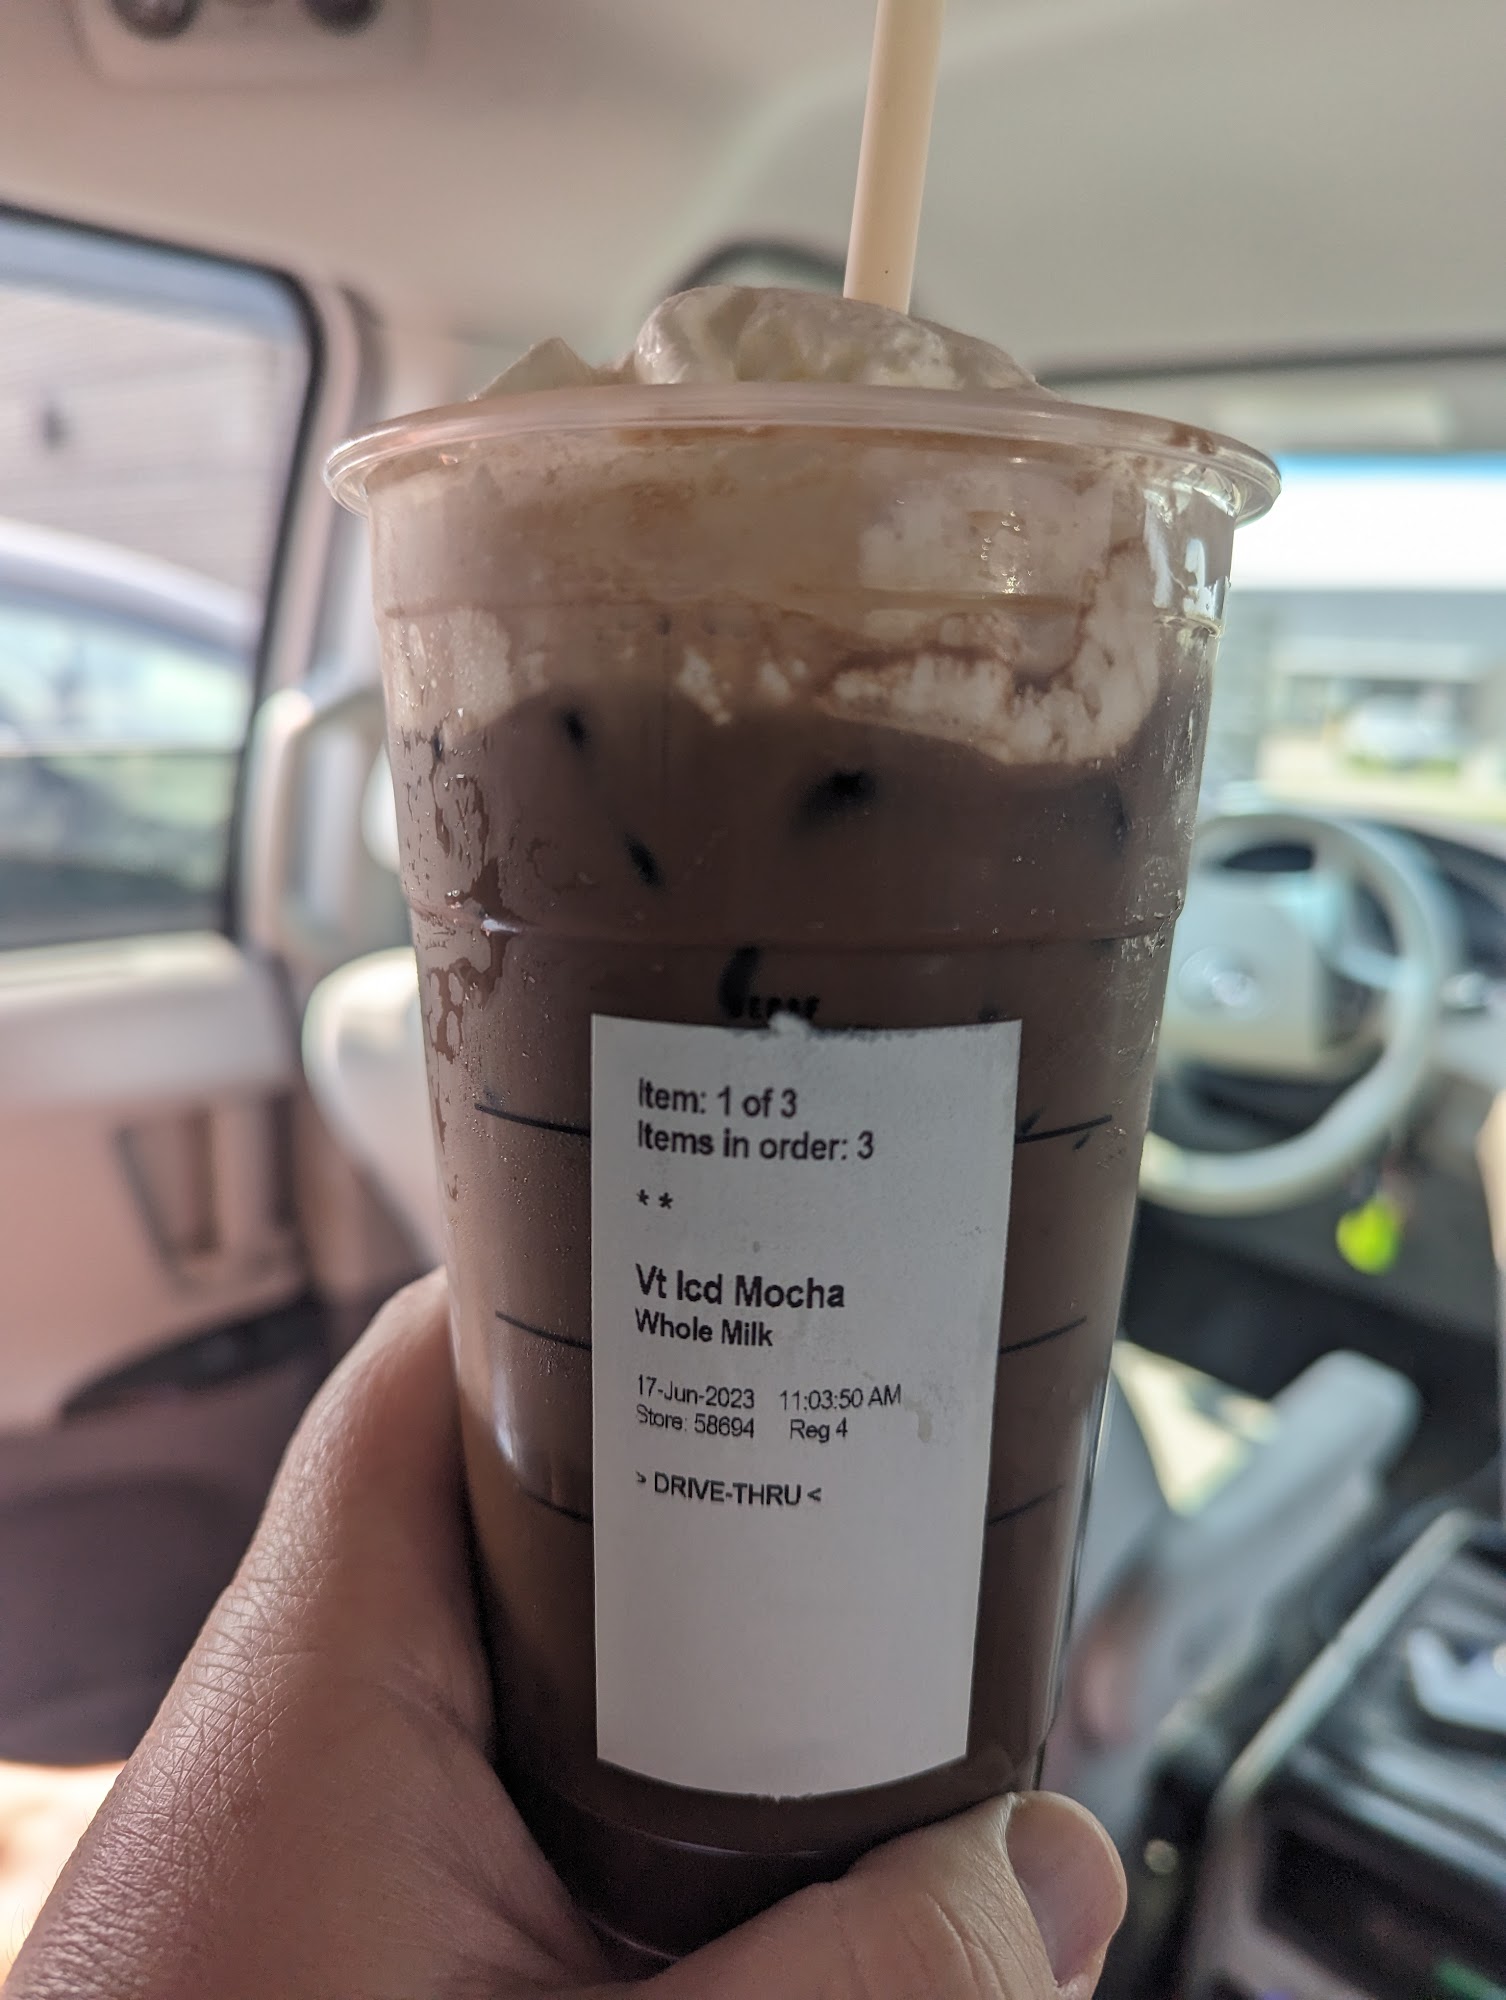 DECAF
Item: 1 of 3
Items in order: 3
* *
Vt Icd Mocha
Whole Milk
17-Jun-2023 11:03:50 AM
Store: 58694 Reg 4
> DRIVE-THRU <